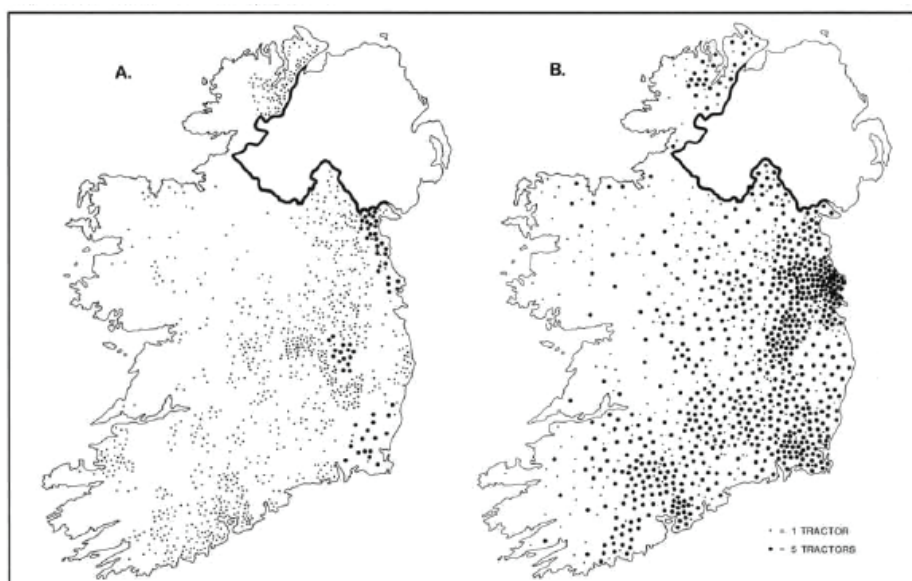 A.
B.
• = 1 TRACTOR
● = 5 TRACTORS